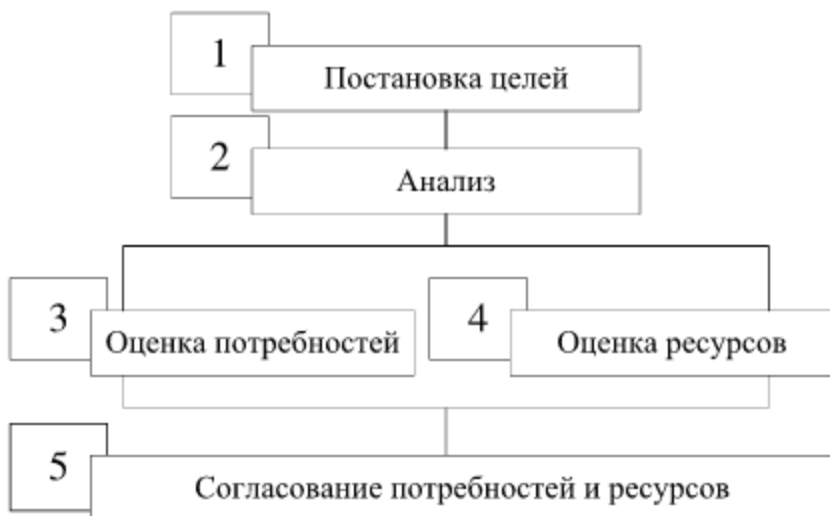 1
Постановка целей
2
Анализ
3
Оценка потребностей
4
Оценка ресурсов
5
Согласование потребностей и ресурсов